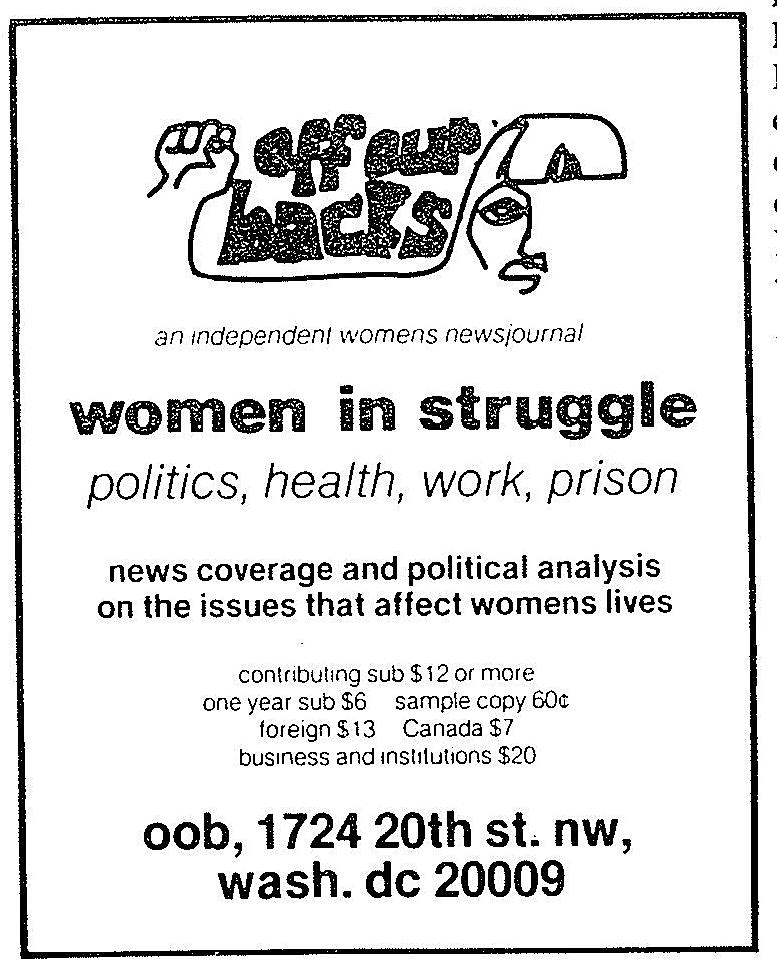 off our
backs
an independent womens newsjournal
women in struggle
politics, health, work, prison
news coverage and political analysis
on the issues that affect womens lives
contributing sub $12 or more
one year sub $6 sample copy 60¢
foreign $13 Canada $7
business and institutions $20
oob, 1724 20th st. nw,
wash. dc 20009